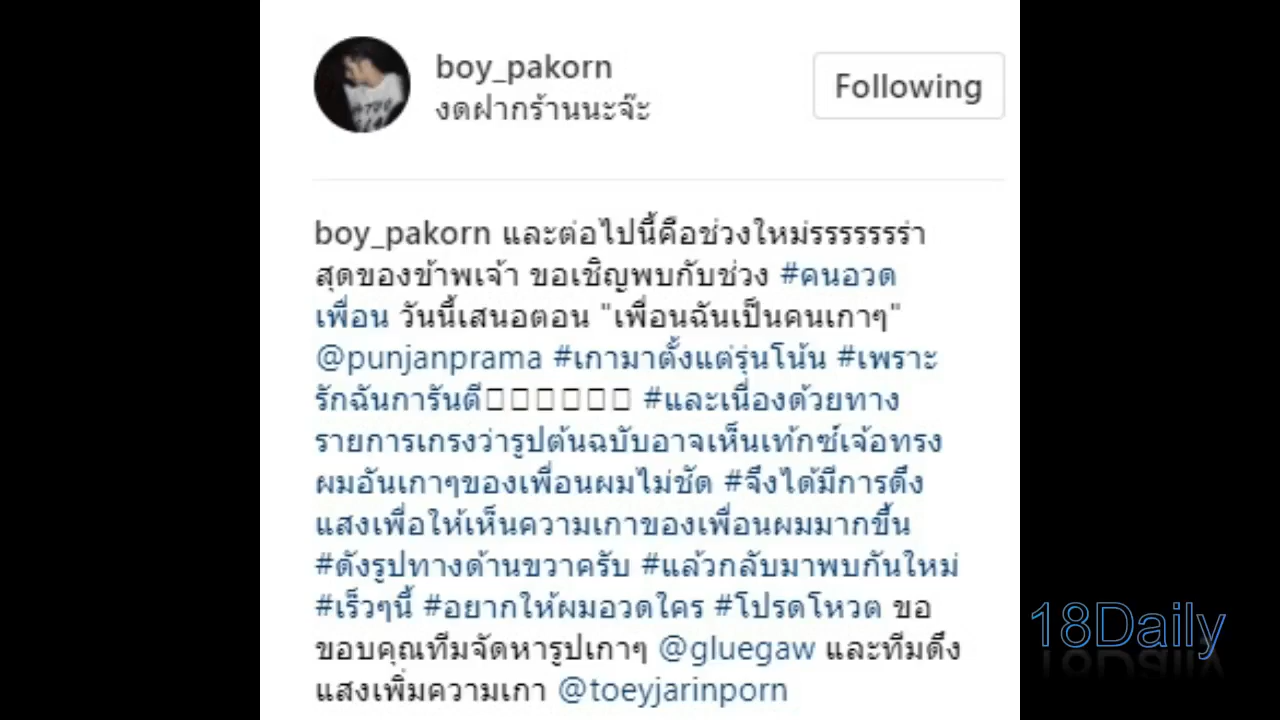 boy_pakorn
งดฝากร้านนะจ๊ะ
Following
boy_pakorn และต่อไปนี้คือช่วงใหม่รรรรรรร่า
สุดของข้าพเจ้า ขอเชิญพบกับช่วง #คนอวด
เพื่อน วันนี้เสนอตอน "เพื่อนฉันเป็นคนเกาๆ"
@punjanprama #เกามาตั้งแต่รุ่นโน้น #เพราะ
รักฉันการันตี□□□□□□ #และเนื่องด้วยทาง
รายการเกรงว่ารูปต้นฉบับอาจเห็นเท้กซ์เจ้อทรง
ผมอันเกาๆของเพื่อนผมไม่ชัด #จึงได้มีการดึง
แสงเพื่อให้เห็นความเกาของเพื่อนผมมากขึ้น
#ดังรูปทางด้านขวาครับ #แล้วกลับมาพบกันใหม่
#เร็วๆนี้ #อยากให้ผมอวดใคร #โปรดโหวต ขอ
ขอบคุณทีมจัดหารูปเกาๆ @gluegaw และทีมดึง
แสงเพิ่มความเกา @toeyjarinporn
18Daily